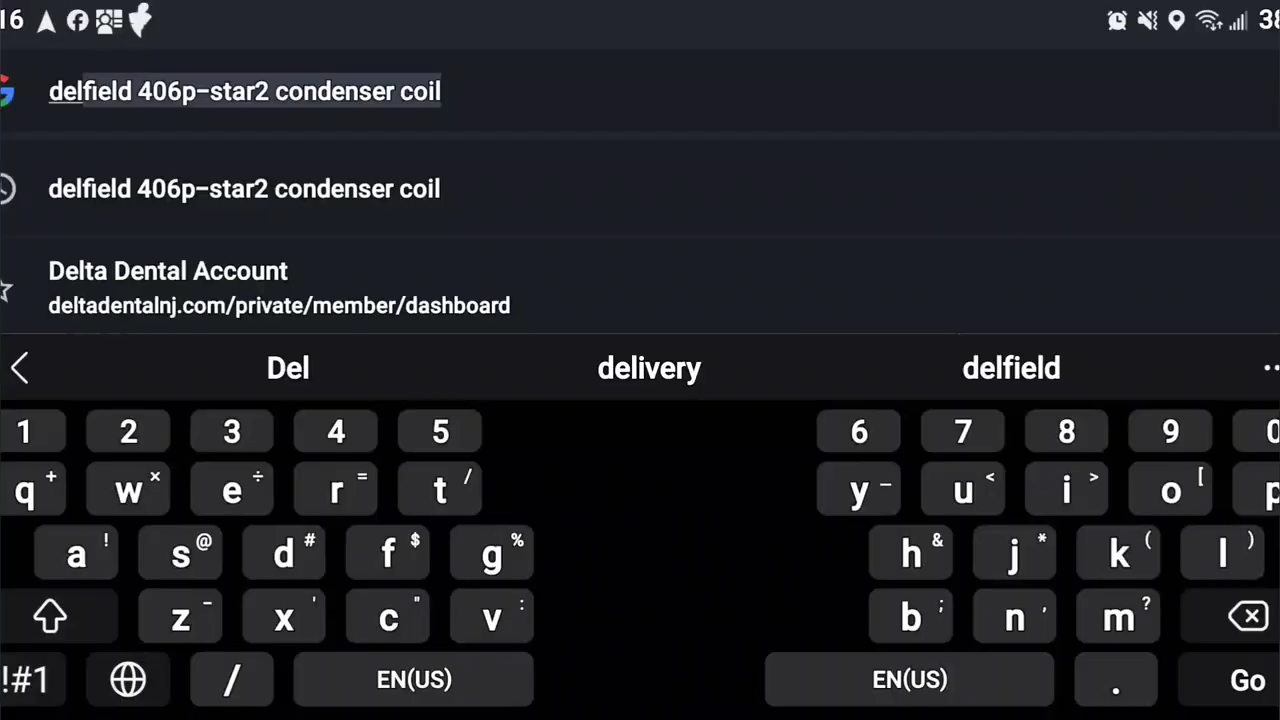 16 38
delfield 406p-star2 condenser coil
delfield 406p-star2 condenser coil
Delta Dental Account
deltadentalnj.com/private/member/dashboard
Del delivery delfield
1 2 3 4 5 6 7 8 9 0
q + w × e ÷ r = t / y _ u < i > o [ p
a ! s @ d # f $ g % h & j * k ( l )
z - x ' c " v : b ; n , m ?
!#1 / EN(US) EN(US) . Go